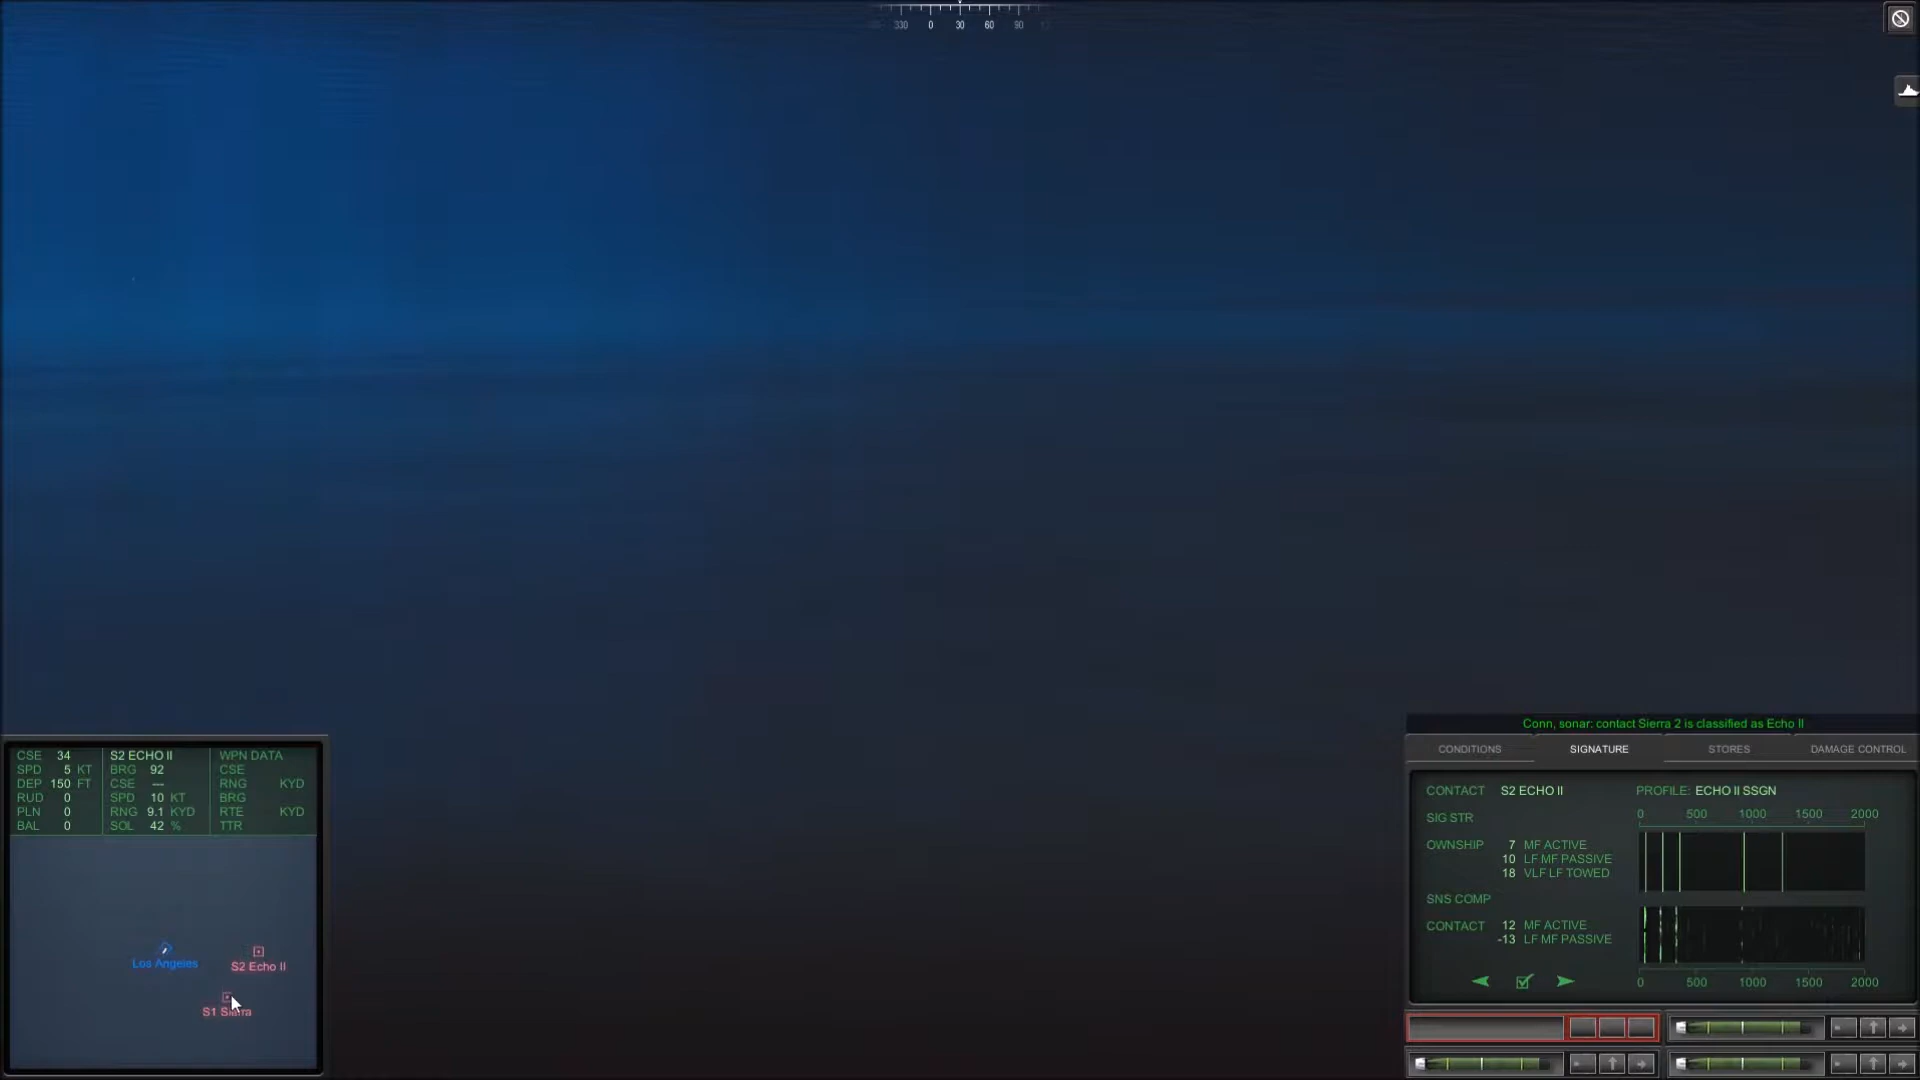 330 0 30 60 90
Conn, sonar: contact Sierra 2 is classified as Echo II
CONDITIONS SIGNATURE STORES DAMAGE CONTROL
CSE 34 S2 ECHO II WPN DATA
SPD 5 KT BRG 92 CSE
DEP 150 FT CSE --- RNG KYD
RUD 0 SPD 10 KT BRG
PLN 0 RNG 9.1 KYD RTE KYD
BAL 0 SOL 42 % TTR
CONTACT S2 ECHO II PROFILE: ECHO II SSGN
SIG STR 0 500 1000 1500 2000
OWNSHIP 7 MF ACTIVE
10 LF MF PASSIVE
18 VLF LF TOWED
SNS COMP
CONTACT 12 MF ACTIVE
-13 LF MF PASSIVE
0 500 1000 1500 2000
Los Angeles
S2 Echo II
S1 Sierra